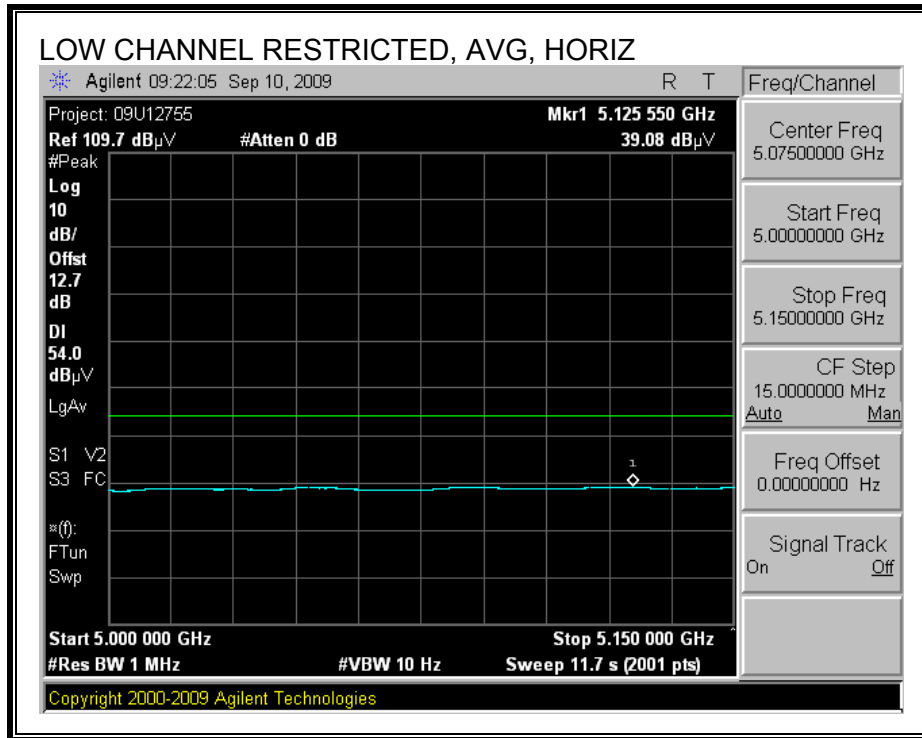 LOW CHANNEL RESTRICTED, AVG, HORIZ
Agilent 09:22:05 Sep 10, 2009 R T
Project: 09U12755 Mkr1 5.125 550 GHz
Ref 109.7 dBµV #Atten 0 dB 39.08 dBµV
#Peak
Log
10
dB/
Offst
12.7
dB
DI
54.0
dBµV
LgAv
S1 V2
S3 FC
¤(f):
FTun
Swp
1
Start 5.000 000 GHz Stop 5.150 000 GHz ^
#Res BW 1 MHz #VBW 10 Hz Sweep 11.7 s (2001 pts)
Copyright 2000-2009 Agilent Technologies
Freq/Channel
Center Freq
5.07500000 GHz
Start Freq
5.00000000 GHz
Stop Freq
5.15000000 GHz
CF Step
15.0000000 MHz
Auto Man
Freq Offset
0.00000000 Hz
Signal Track
On Off